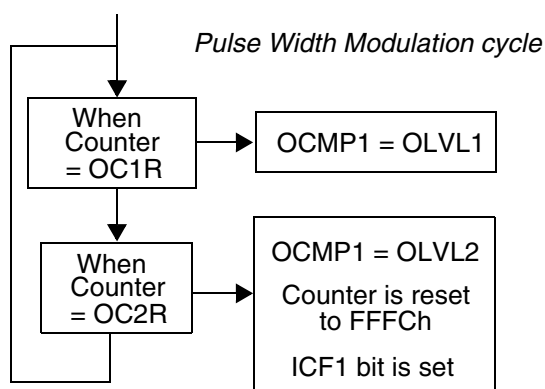 Pulse Width Modulation cycle
When
Counter
= OC1R
OCMP1 = OLVL1
When
Counter
= OC2R
OCMP1 = OLVL2
Counter is reset
to FFFCh
ICF1 bit is set